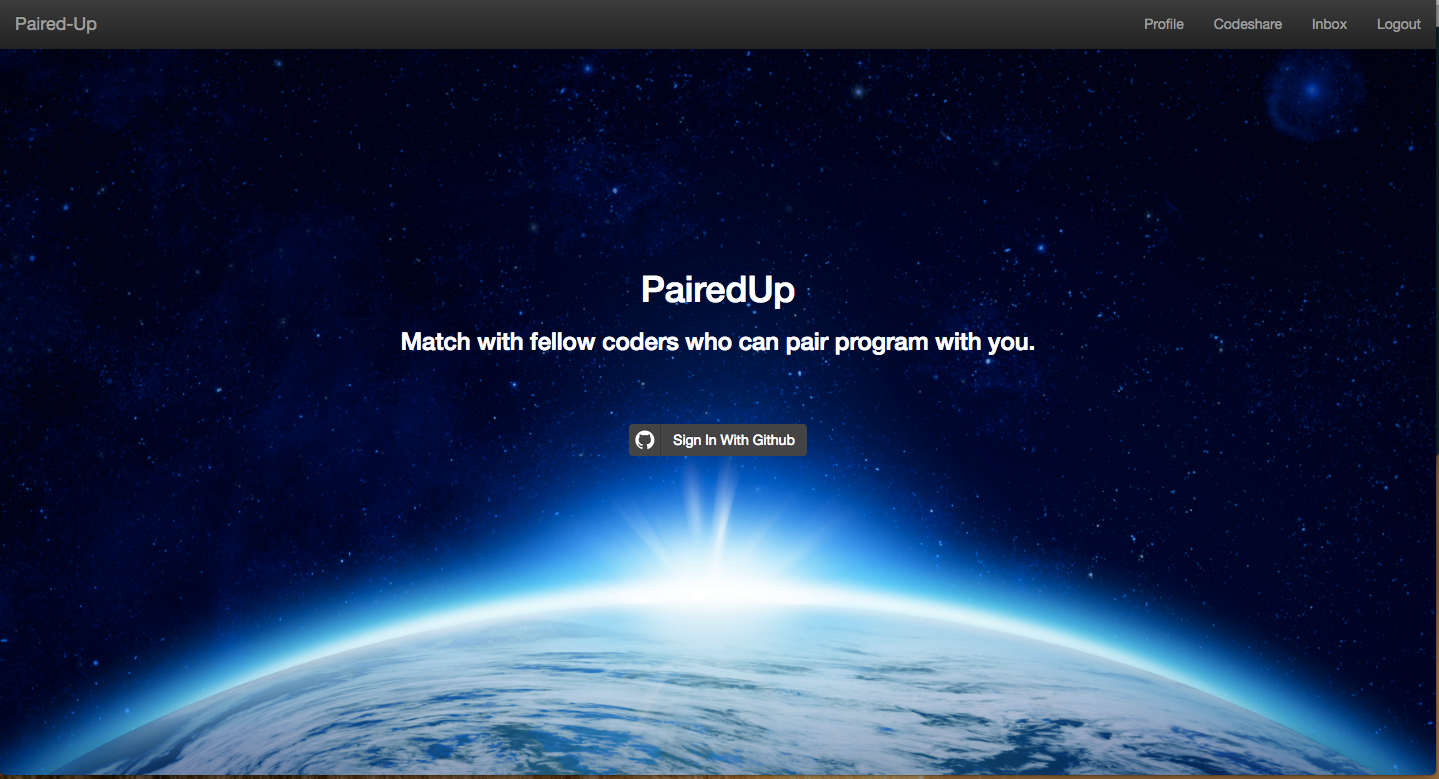 Paired-Up
Profile Codeshare Inbox Logout
PairedUp
Match with fellow coders who can pair program with you.
Sign In With Github